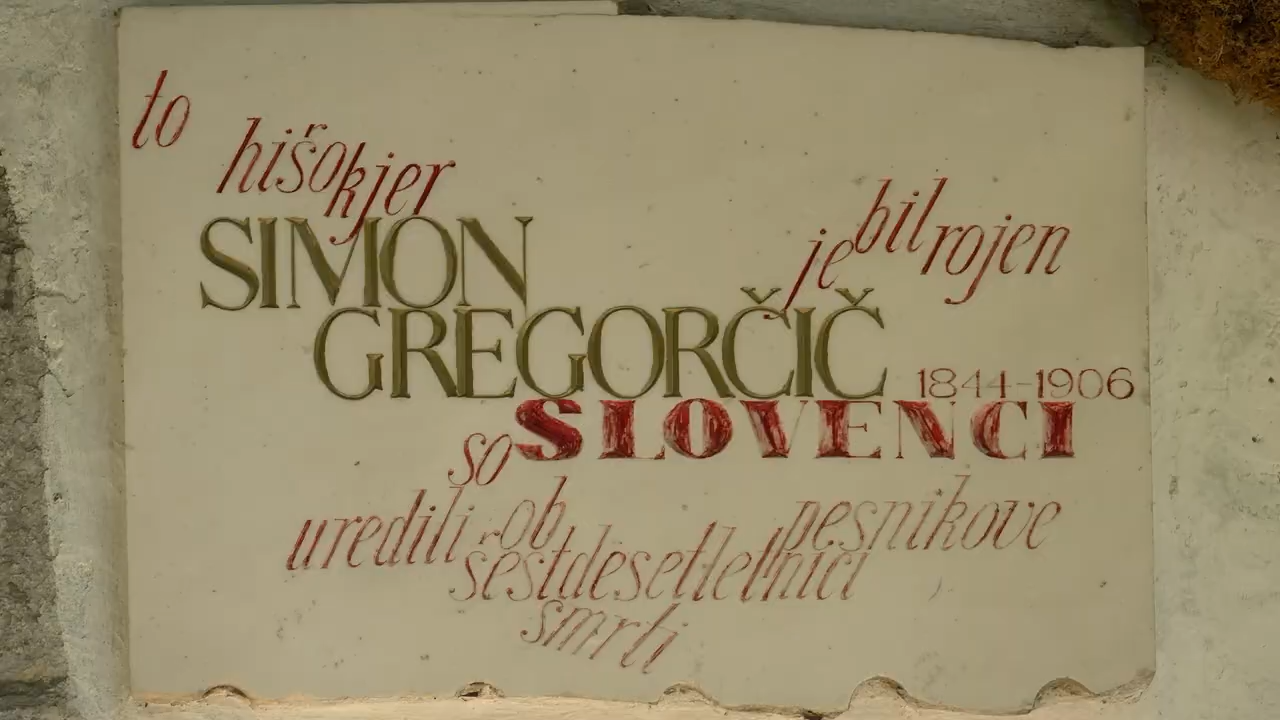 to
hišo kjer
SIMON
je bil rojen
GREGORČIČ 1844-1906
so SLOVENCI
uredili ob pesnikove
šestdesetletnici
smrti